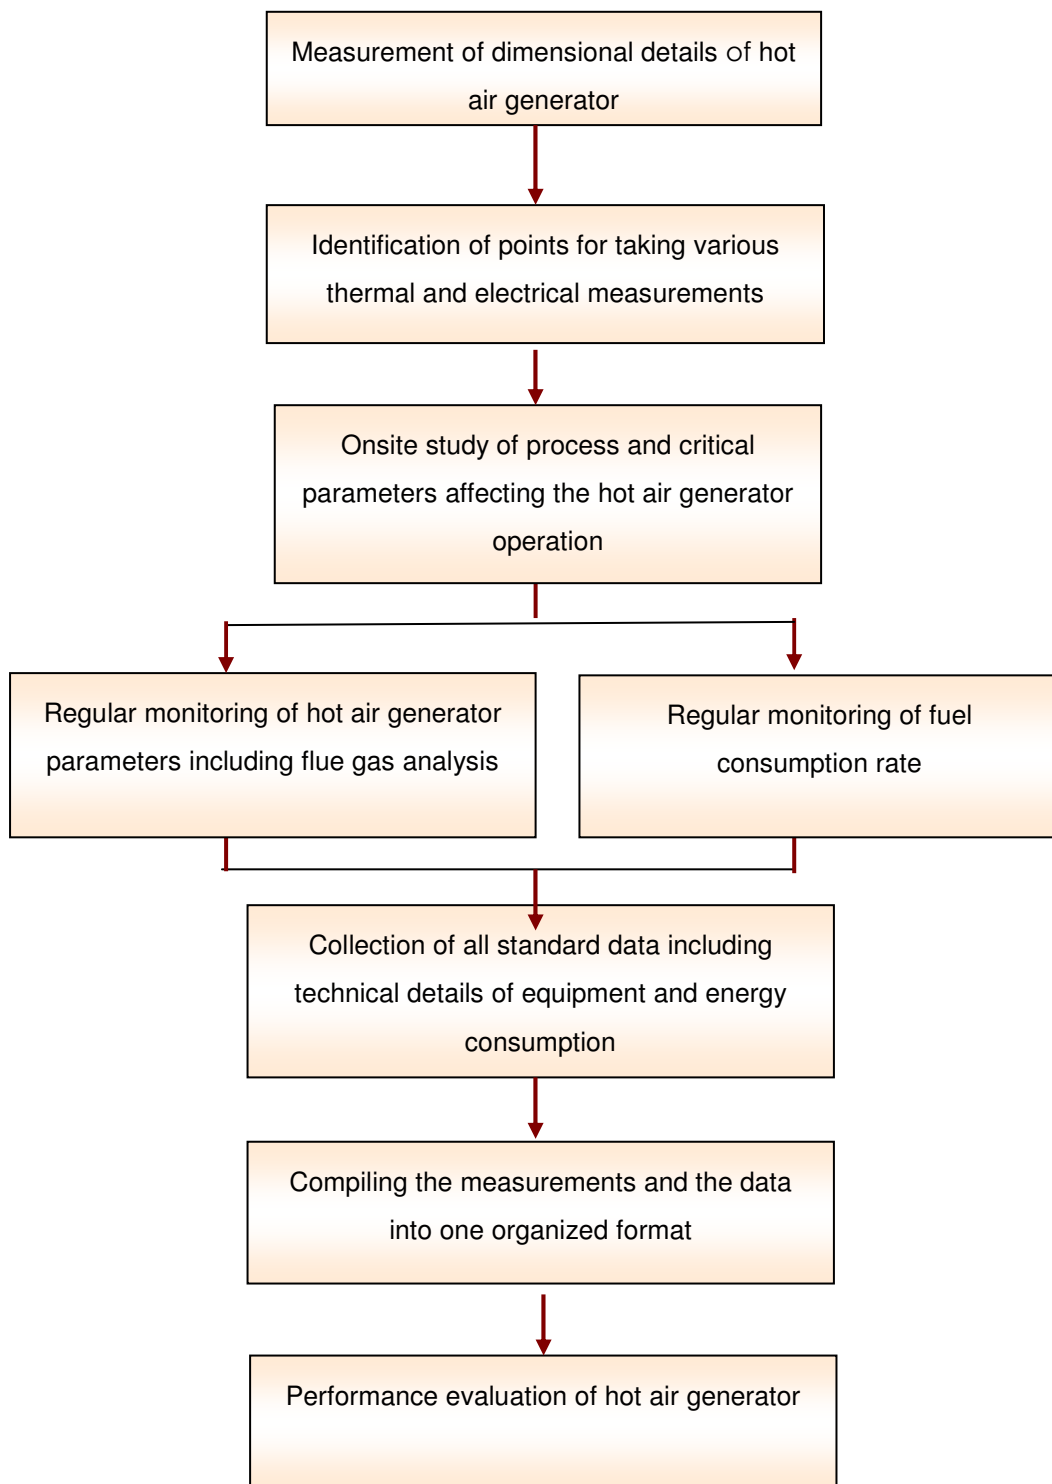 Measurement of dimensional details of hot
air generator
Identification of points for taking various
thermal and electrical measurements
Onsite study of process and critical
parameters affecting the hot air generator
operation
Regular monitoring of hot air generator
parameters including flue gas analysis
Regular monitoring of fuel
consumption rate
Collection of all standard data including
technical details of equipment and energy
consumption
Compiling the measurements and the data
into one organized format
Performance evaluation of hot air generator